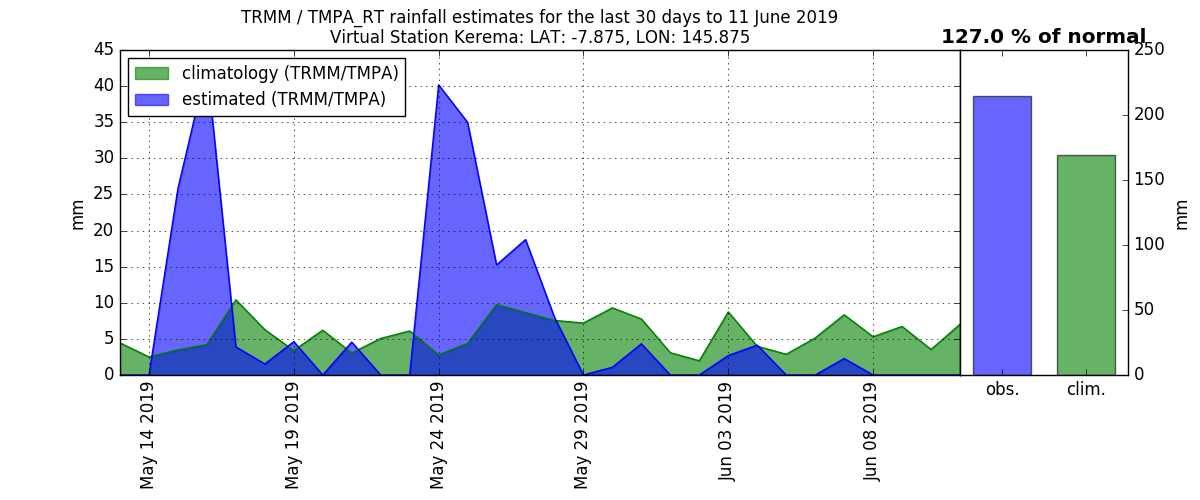 TRMM / TMPA_RT rainfall estimates for the last 30 days to 11 June 2019
Virtual Station Kerema: LAT: -7.875, LON: 145.875
127.0 % of normal
climatology (TRMM/TMPA)
estimated (TRMM/TMPA)
45
40
35
30
25
20
15
10
5
0
mm
May 14 2019
May 19 2019
May 24 2019
May 29 2019
Jun 03 2019
Jun 08 2019
250
200
150
100
50
0
mm
obs.
clim.